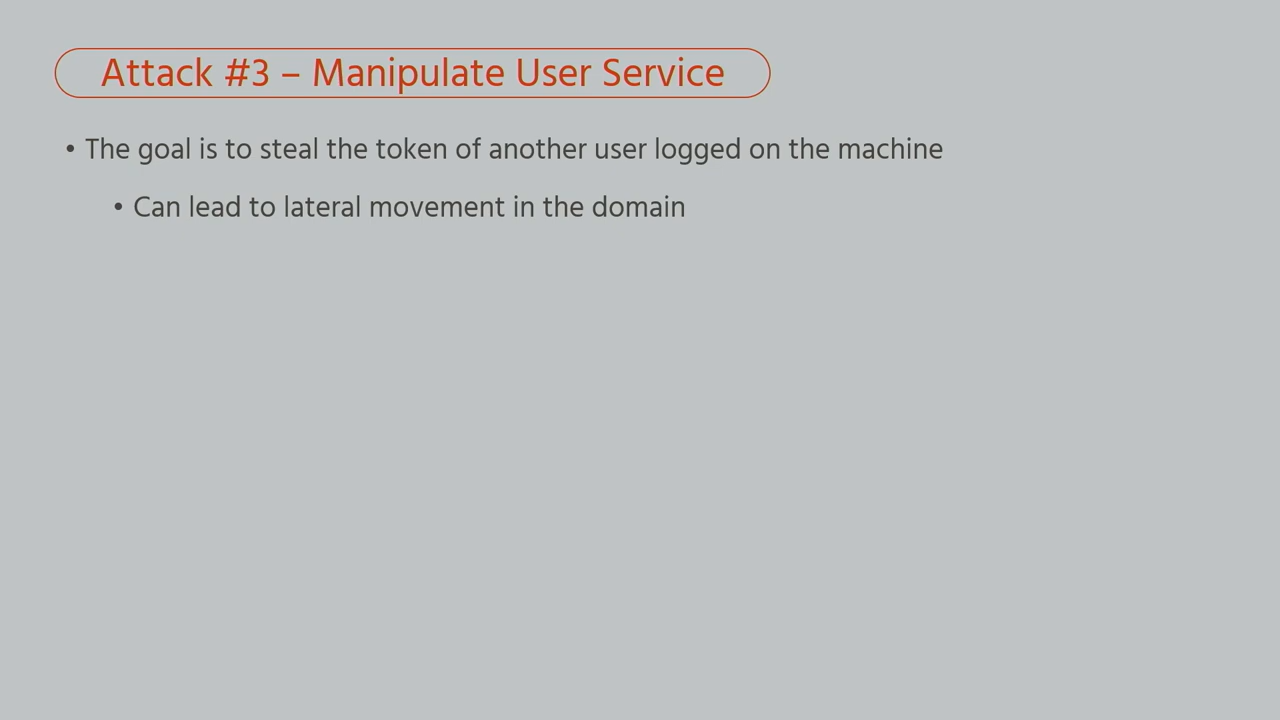 Attack #3 – Manipulate User Service
• The goal is to steal the token of another user logged on the machine
• Can lead to lateral movement in the domain